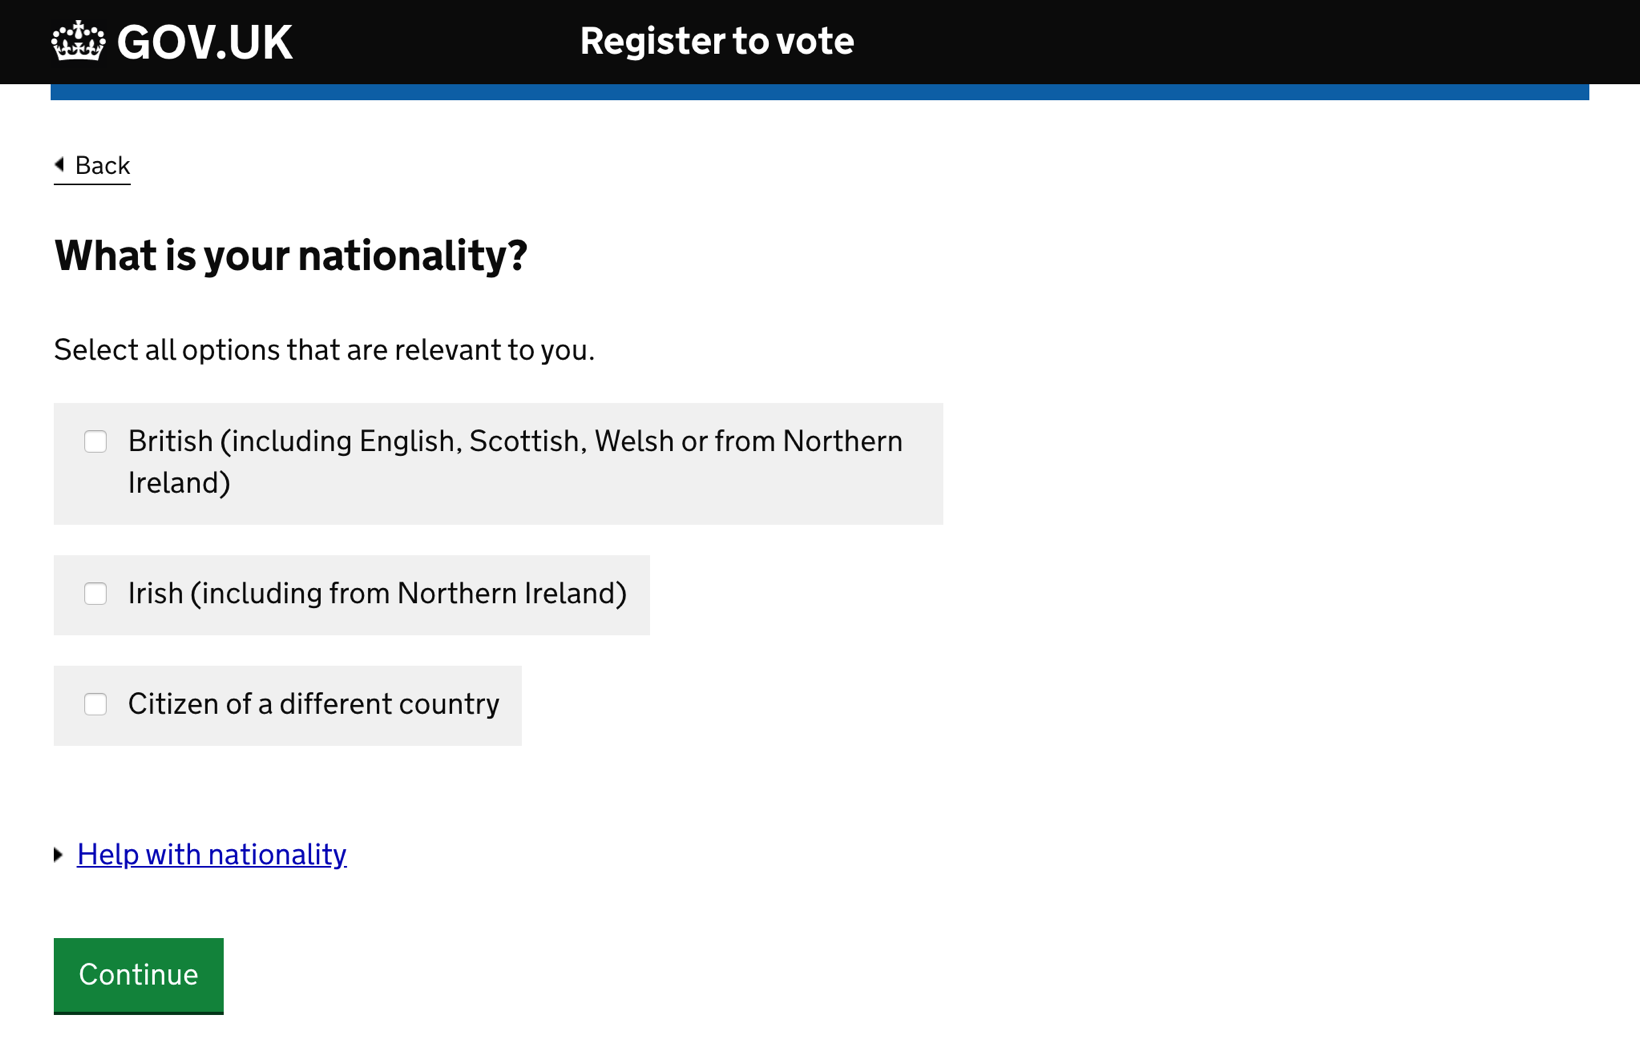 GOV.UK
Register to vote
Back
What is your nationality?
Select all options that are relevant to you.
British (including English, Scottish, Welsh or from Northern
Ireland)
Irish (including from Northern Ireland)
Citizen of a different country
Help with nationality
Continue